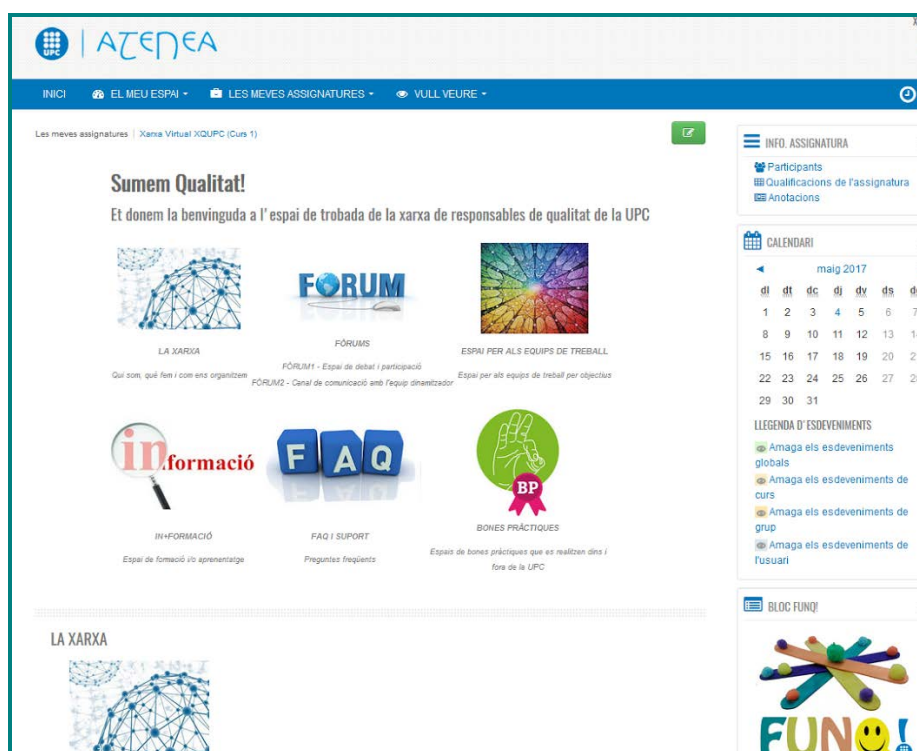 UPC
ATENEA
INICI EL MEU ESPAI LES MEVES ASSIGNATURES VULL VEURE
Les meves assignatures | Xarxa Virtual XQUPC (Curs 1)
Sumem Qualitat!
Et donem la benvinguda a l'espai de trobada de la xarxa de responsables de qualitat de la UPC
FORUM
LA XARXA
Qui som, què fem i com ens organitzem
FÒRUMS
FÒRUM1 - Espai de debat i participació
FÒRUM2 - Canal de comunicació amb l'equip dinamitzador
ESPAI PER ALS EQUIPS DE TREBALL
Espai per als equips de treball per objectius
in+formació
FAQ
BP
IN+FORMACIÓ
Espai de formació i/o aprenentatge
FAQ I SUPORT
Preguntes freqüents
BONES PRÀCTIQUES
Espais de bones pràctiques que es realitzen dins i
fora de la UPC
LA XARXA
INFO. ASSIGNATURA
Participants
Qualificacions de l'assignatura
Anotacions
CALENDARI
◄ maig 2017
dl dt dc dj dv ds
1 2 3 4 5 6 7
8 9 10 11 12 13
15 16 17 18 19 20
22 23 24 25 26 27
29 30 31
LLEGENDA D'ESDEVENIMENTS
Amaga els esdeveniments
globals
Amaga els esdeveniments de
curs
Amaga els esdeveniments de
grup
Amaga els esdeveniments de
l'usuari
BLOC FUNQ!
FUNQ!